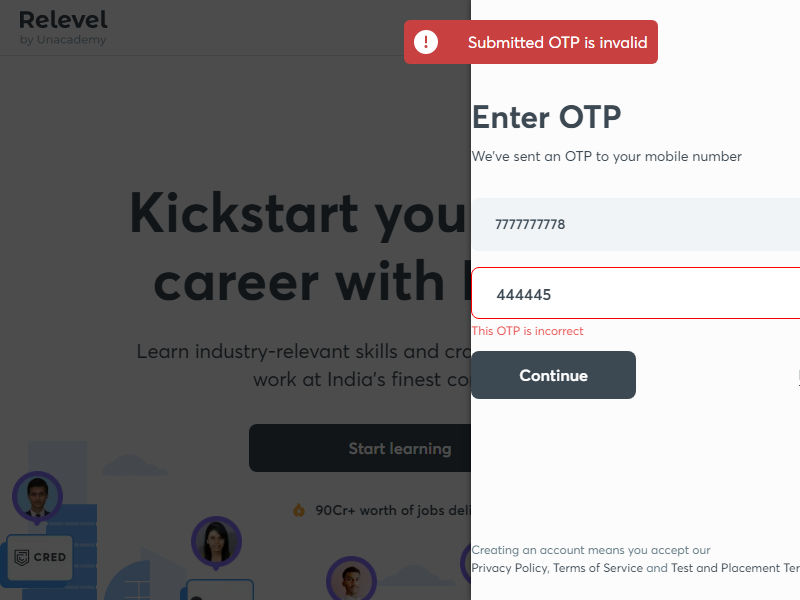 Relevel
by Unacademy
Submitted OTP is invalid
Enter OTP
We've sent an OTP to your mobile number
7777777778
444445
This OTP is incorrect
Continue
Kickstart you
career with
Learn industry-relevant skills and cra
work at India's finest co
Start learning
90Cr+ worth of jobs deli
CRED
Creating an account means you accept our
Privacy Policy, Terms of Service and Test and Placement Ter